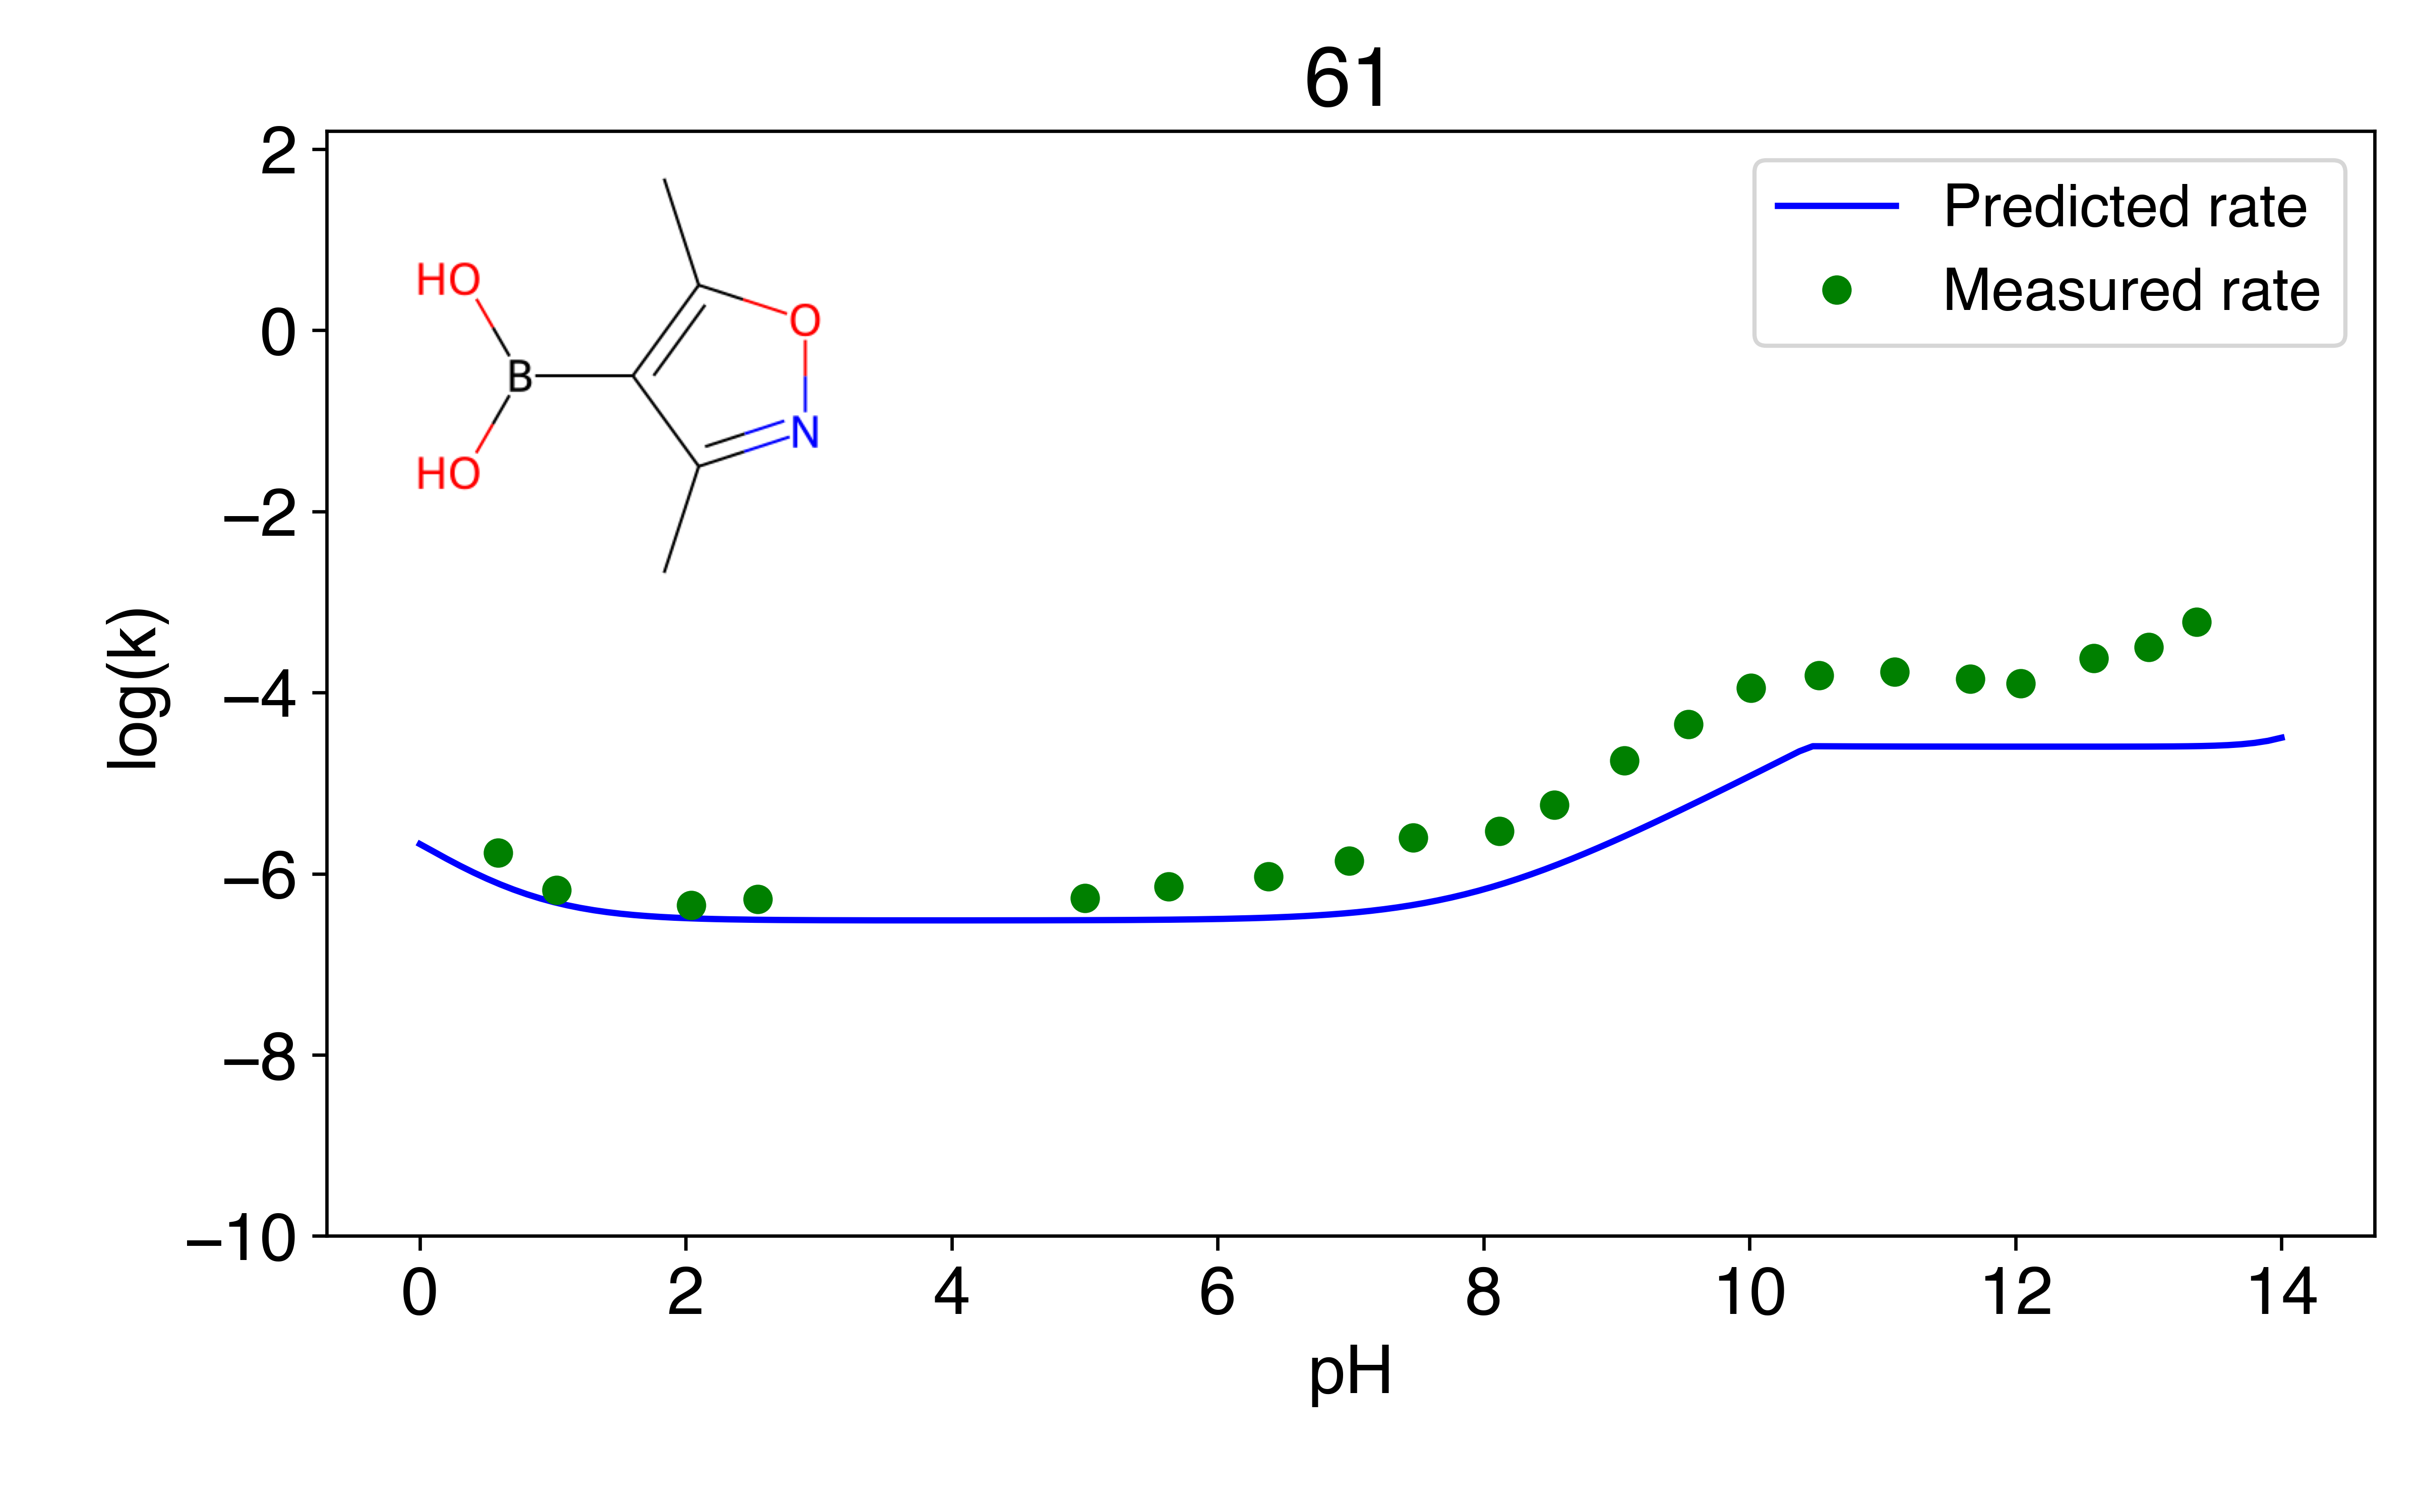 61
2
0
−2
−4
−6
−8
−10
log(k)
0 2 4 6 8 10 12 14
pH
Predicted rate
Measured rate
HO
HO
B
O
N